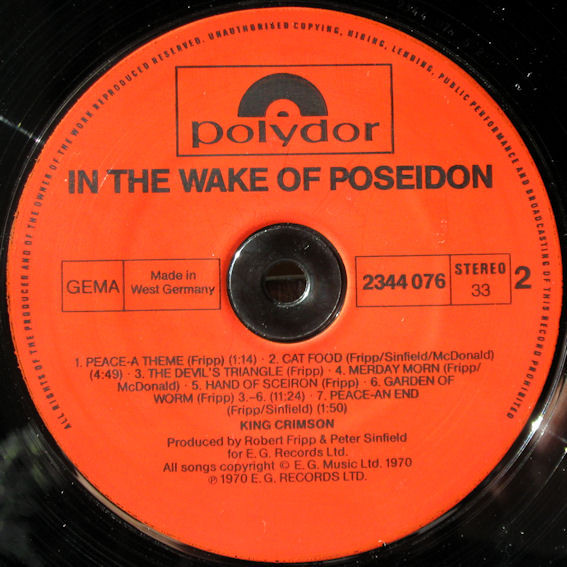 ALL RIGHTS OF THE PRODUCER AND OF THE OWNER OF THE WORK REPRODUCED RESERVED. UNAUTHORISED COPYING, HIRING, LENDING, PUBLIC PERFORMANCE AND BROADCASTING OF THIS RECORD PROHIBITED
polydor
IN THE WAKE OF POSEIDON
GEMA
Made in
West Germany
2344 076
STEREO
33
2
1. PEACE-A THEME (Fripp) (1:14) · 2. CAT FOOD (Fripp/Sinfield/McDonald)
(4:49) · 3. THE DEVIL'S TRIANGLE (Fripp) · 4. MERDAY MORN (Fripp/
McDonald) · 5. HAND OF SCEIRON (Fripp) · 6. GARDEN OF
WORM (Fripp) 3.–6. (11:24) · 7. PEACE-AN END
(Fripp/Sinfield) (1:50)
KING CRIMSON
Produced by Robert Fripp & Peter Sinfield
for E. G. Records Ltd.
All songs copyright © E. G. Music Ltd. 1970
℗ 1970 E. G. RECORDS LTD.